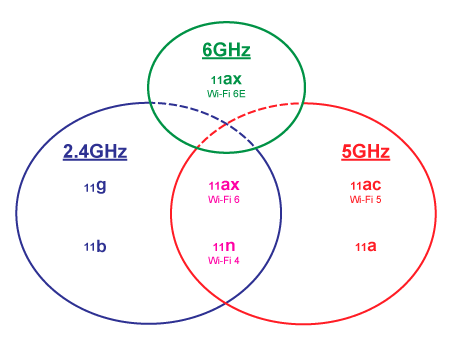 6GHz
11ax
Wi-Fi 6E
2.4GHz
5GHz
11g
11ax
Wi-Fi 6
11ac
Wi-Fi 5
11b
11n
Wi-Fi 4
11a